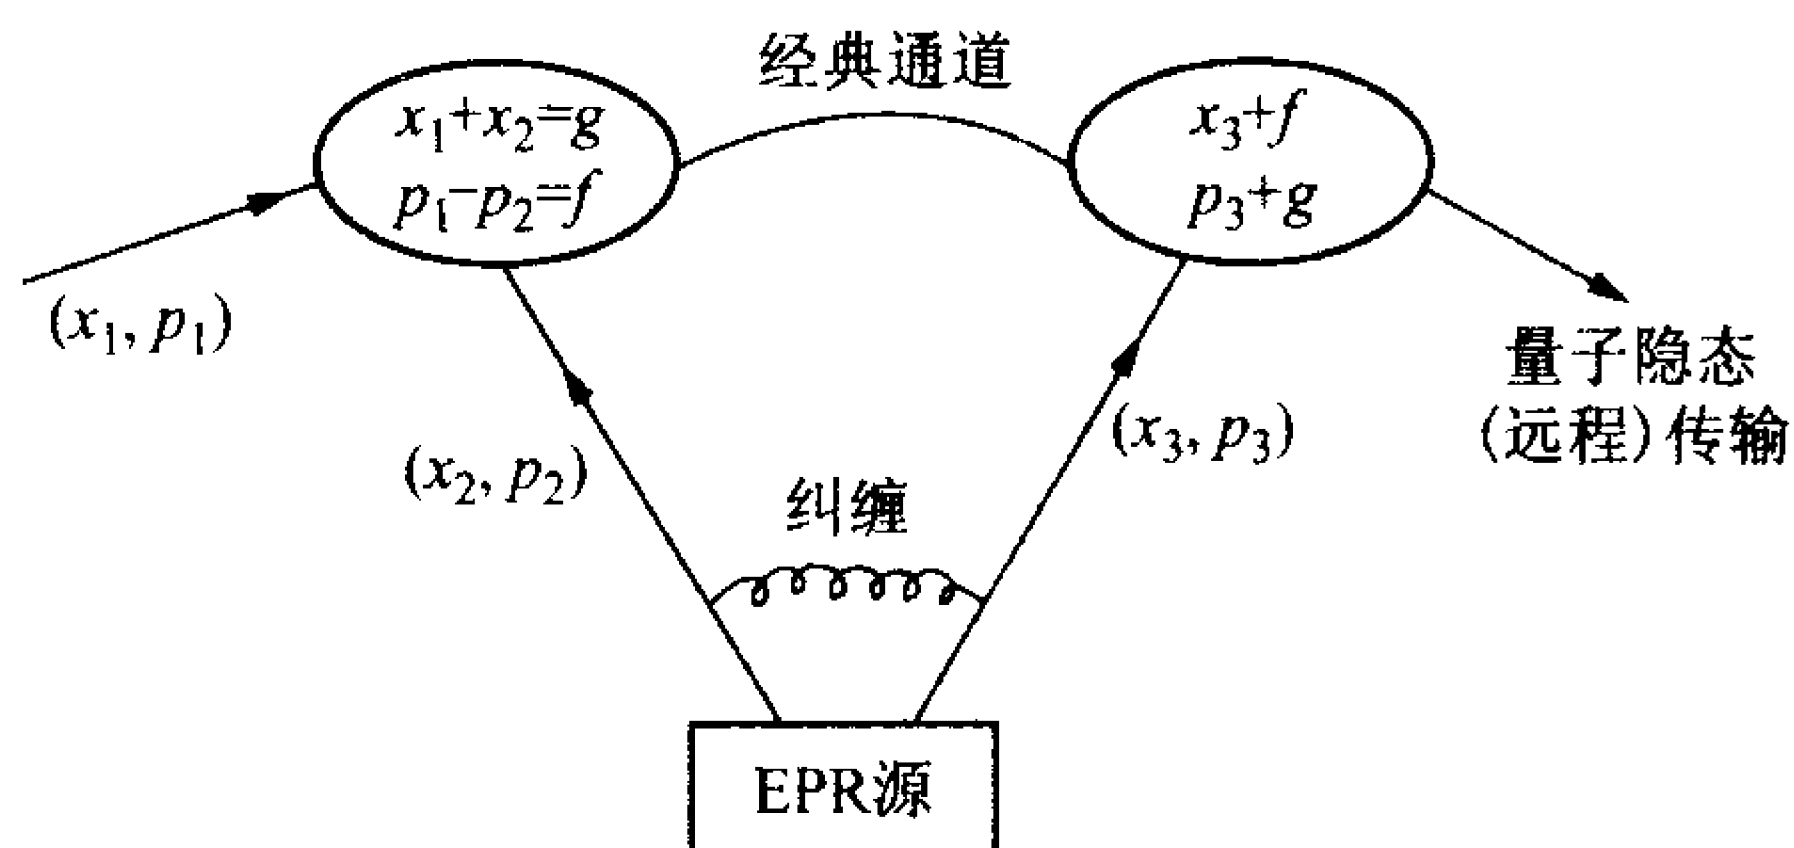 经典通道
x₁+x₂=g
p₁−p₂=f
x₃+f
p₃+g
(x₁, p₁)
(x₂, p₂)
(x₃, p₃)
量子隐态
(远程)传输
纠缠
EPR源